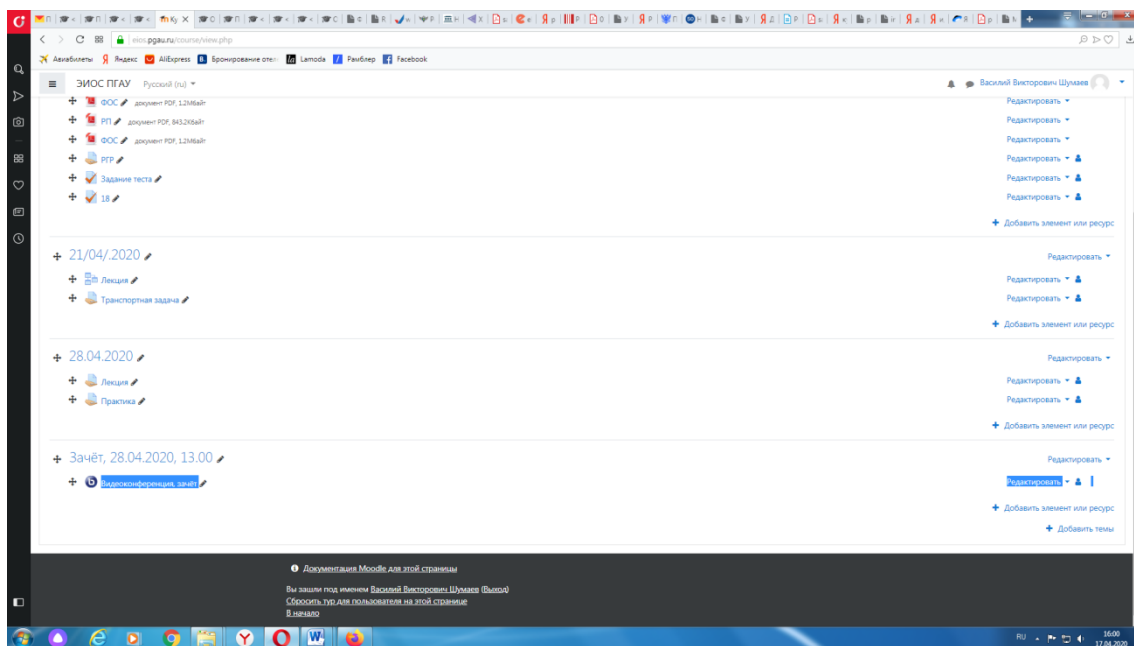 eios.pgau.ru/course/view.php
Авиабилеты Яндекс AliExpress Бронирование отел Lamoda Рамблер Facebook
ЭИОС ПГАУ Русский (ru) Василий Викторович Шумаев
ФОС документ PDF, 1.2Мбайт Редактировать
РП документ PDF, 843.2Кбайт Редактировать
ФОС документ PDF, 1.2Мбайт Редактировать
РГР Редактировать
Задание теста Редактировать
18 Редактировать
Добавить элемент или ресурс
21/04/.2020 Редактировать
Лекция Редактировать
Транспортная задача Редактировать
Добавить элемент или ресурс
28.04.2020 Редактировать
Лекция Редактировать
Практика Редактировать
Добавить элемент или ресурс
Зачёт, 28.04.2020, 13.00 Редактировать
Видеоконференция, зачёт Редактировать
Добавить элемент или ресурс
Добавить темы
Документация Moodle для этой страницы
Вы зашли под именем Василий Викторович Шумаев (Выход)
Сбросить тур для пользователя на этой странице
В начало
RU 16:00
17.04.2020